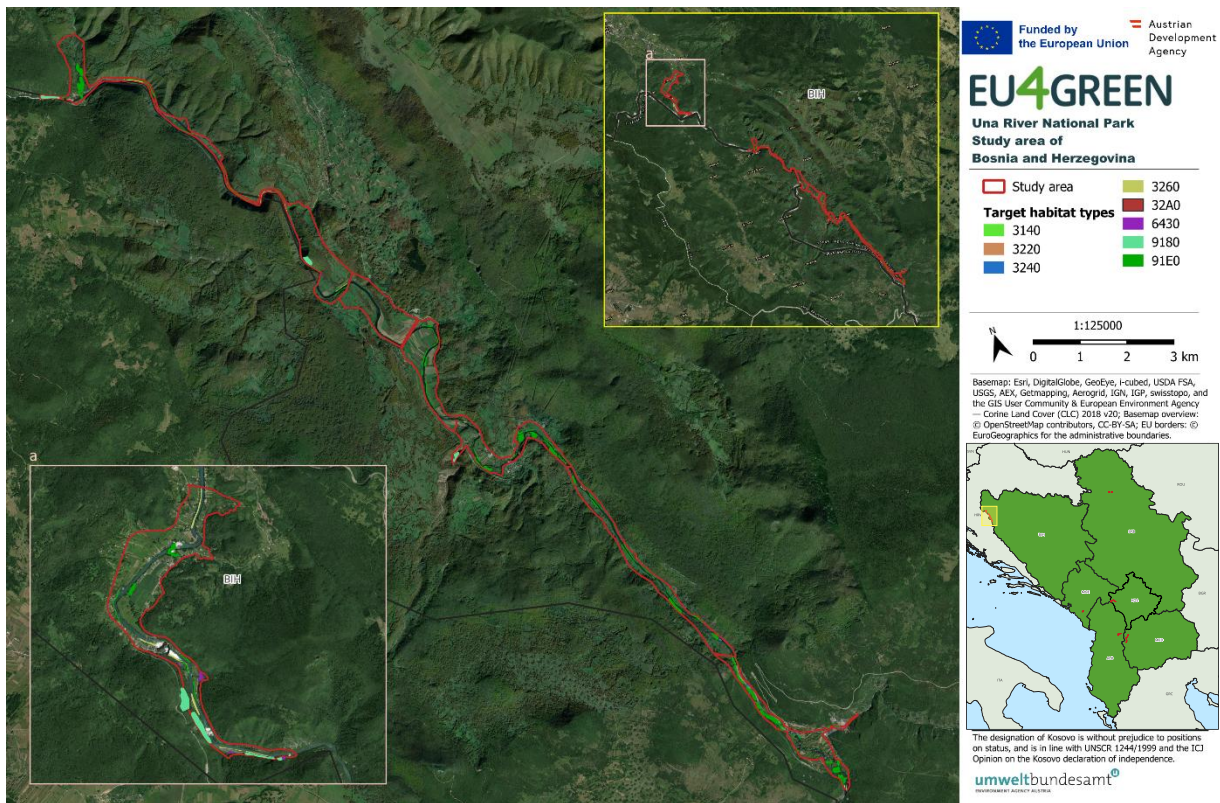 a
BIH
a
BIH
Funded by
the European Union
Austrian
Development
Agency
EU4GREEN
Una River National Park
Study area of
Bosnia and Herzegovina
Study area
Target habitat types
3140
3220
3240
3260
32A0
6430
9180
91E0
N
1:125000
0 1 2 3 km
Basemap: Esri, DigitalGlobe, GeoEye, i-cubed, USDA FSA,
USGS, AEX, Getmapping, Aerogrid, IGN, IGP, swisstopo, and
the GIS User Community & European Environment Agency
— Corine Land Cover (CLC) 2018 v20; Basemap overview:
© OpenStreetMap contributors, CC-BY-SA; EU borders: ©
EuroGeographics for the administrative boundaries.
The designation of Kosovo is without prejudice to positions
on status, and is in line with UNSCR 1244/1999 and the ICJ
Opinion on the Kosovo declaration of independence.
umweltbundesamt
ENVIRONMENT AGENCY AUSTRIA